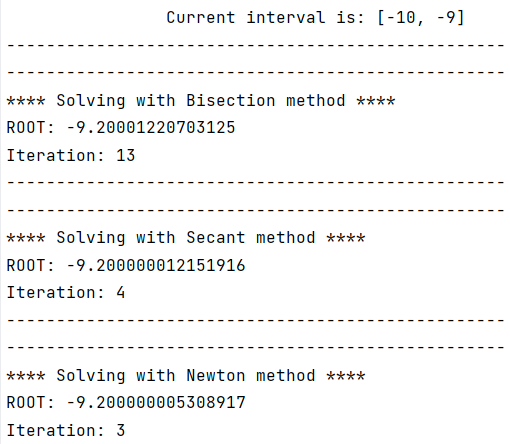 Current interval is: [-10, -9]
--------------------------------------------------
--------------------------------------------------
**** Solving with Bisection method ****
ROOT: -9.20001220703125
Iteration: 13
--------------------------------------------------
--------------------------------------------------
**** Solving with Secant method ****
ROOT: -9.200000012151916
Iteration: 4
--------------------------------------------------
--------------------------------------------------
**** Solving with Newton method ****
ROOT: -9.200000005308917
Iteration: 3